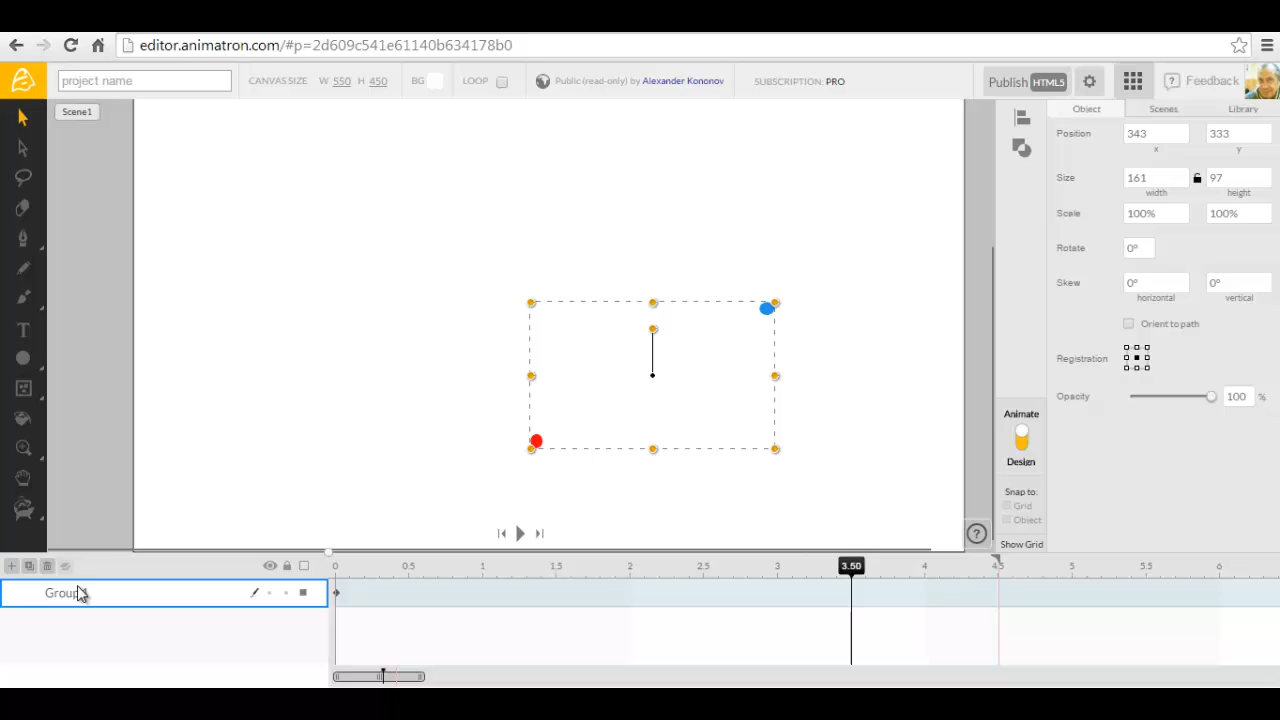 editor.animatron.com/#p=2d609c541e61140b634178b0
project name CANVAS SIZE W 550 H 450 BG LOOP Public (read-only) by Alexander Kononov SUBSCRIPTION: PRO Publish HTML5 Feedback
Scene1
Object Scenes Library
Position 343 333
x y
Size 161 97
width height
Scale 100% 100%
Rotate 0°
Skew 0° 0°
horizontal vertical
Orient to path
Registration
Opacity 100 %
Animate
Design
Snap to:
Grid
Object
Show Grid
0 0.5 1 1.5 2 2.5 3 3.50 4 4.5 5 5.5 6
Group